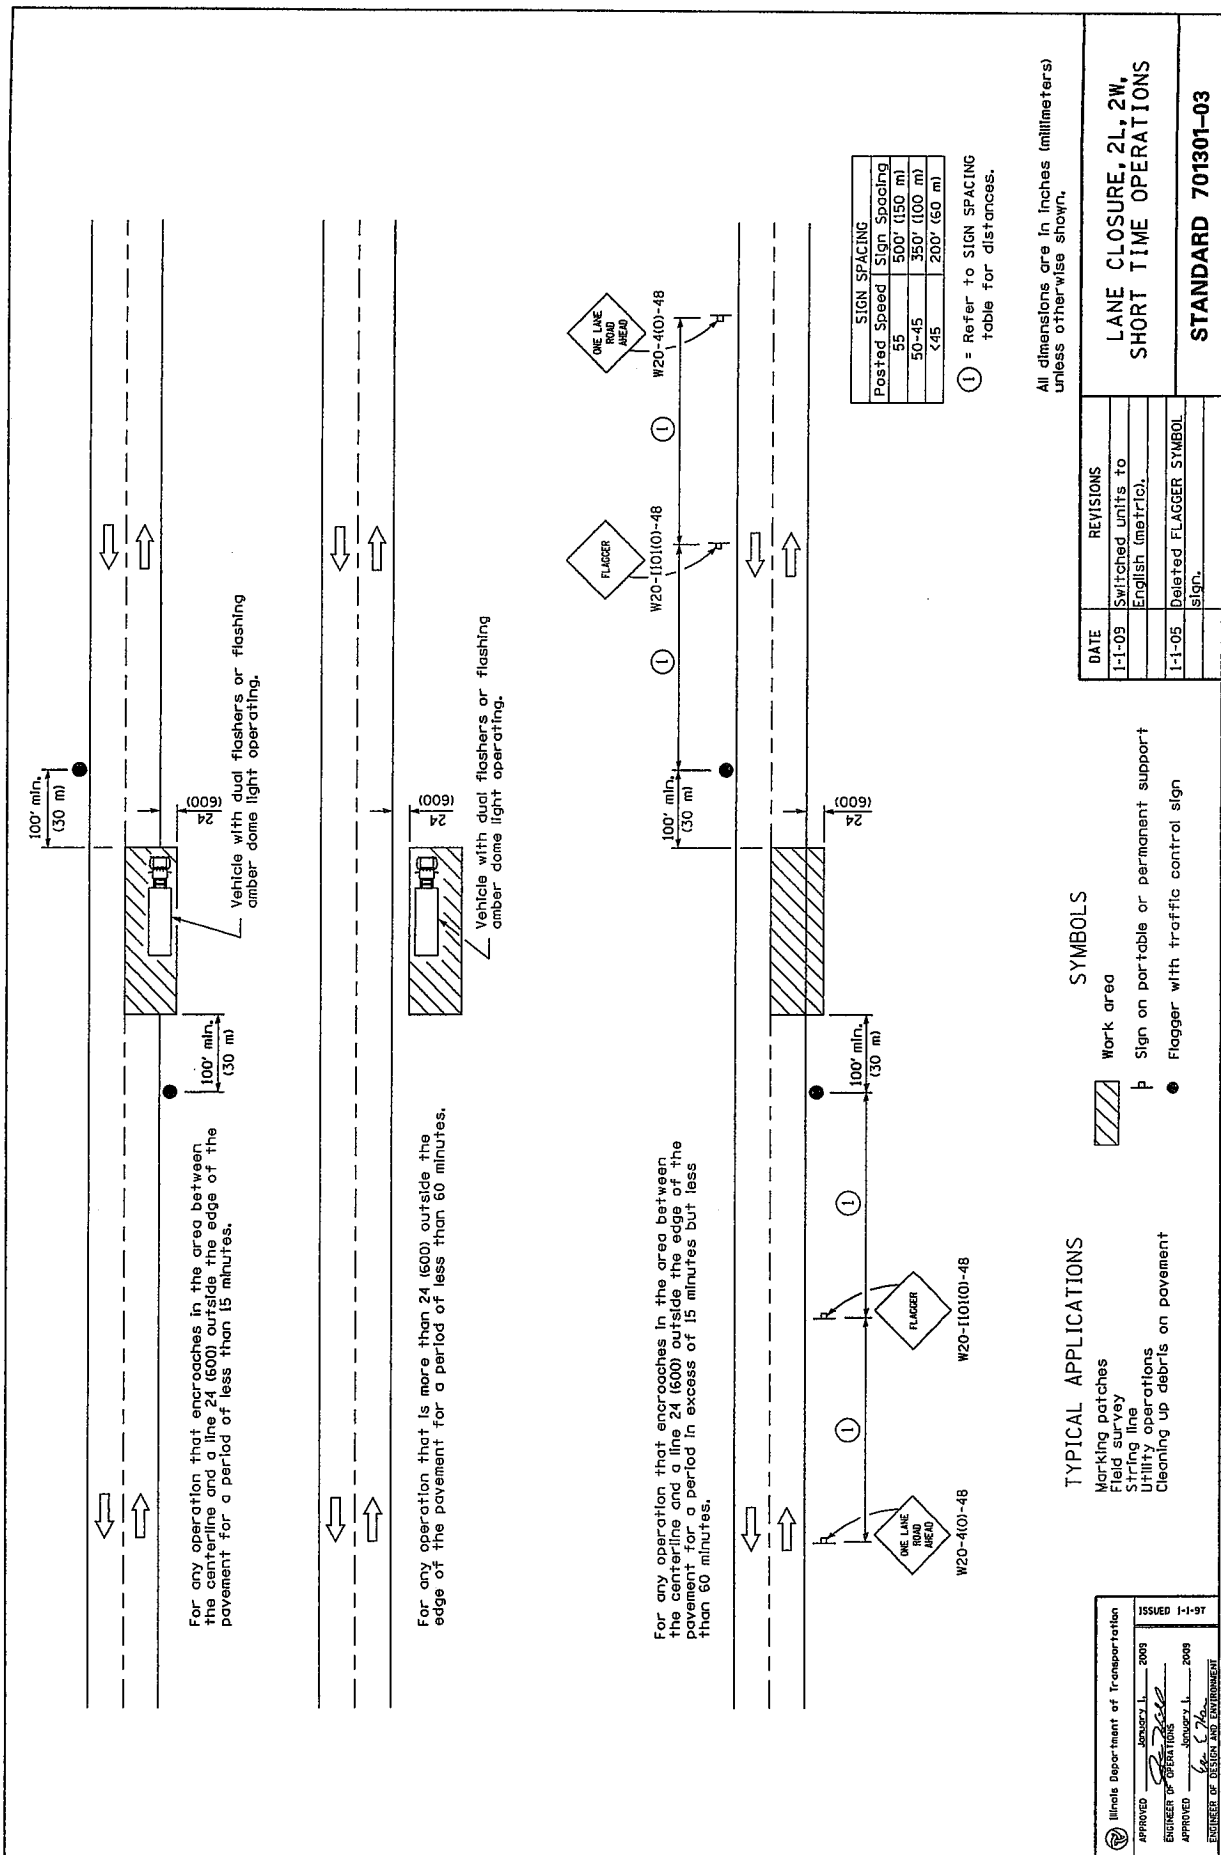 100' min.
(30 m)
100' min.
(30 m)
24
(600)
Vehicle with dual flashers or flashing
amber dome light operating.
For any operation that encroaches in the area between
the centerline and a line 24 (600) outside the edge of the
pavement for a period of less than 15 minutes.
24
(600)
Vehicle with dual flashers or flashing
amber dome light operating.
For any operation that is more than 24 (600) outside the
edge of the pavement for a period of less than 60 minutes.
For any operation that encroaches in the area between
the centerline and a line 24 (600) outside the edge of the
pavement for a period in excess of 15 minutes but less
than 60 minutes.
100' min.
(30 m)
100' min.
(30 m)
24
(600)
1
1
FLAGGER
W20-I101(O)-48
ONE LANE
ROAD
AHEAD
W20-4(O)-48
1
1
FLAGGER
W20-I101(O)-48
ONE LANE
ROAD
AHEAD
W20-4(O)-48
SIGN SPACING
Posted Speed Sign Spacing
55 500' (150 m)
50-45 350' (100 m)
<45 200' (60 m)
1 = Refer to SIGN SPACING
table for distances.
TYPICAL APPLICATIONS
Marking patches
Field survey
String line
Utility operations
Cleaning up debris on pavement
SYMBOLS
Work area
Sign on portable or permanent support
Flagger with traffic control sign
All dimensions are in inches (millimeters)
unless otherwise shown.
Illinois Department of Transportation
APPROVED January 1, 2009
ENGINEER OF OPERATIONS
APPROVED January 1, 2009
ENGINEER OF DESIGN AND ENVIRONMENT
ISSUED 1-1-97
DATE REVISIONS
1-1-09 Switched units to
English (metric).
1-1-05 Deleted FLAGGER SYMBOL
sign.
LANE CLOSURE, 2L, 2W,
SHORT TIME OPERATIONS
STANDARD 701301-03